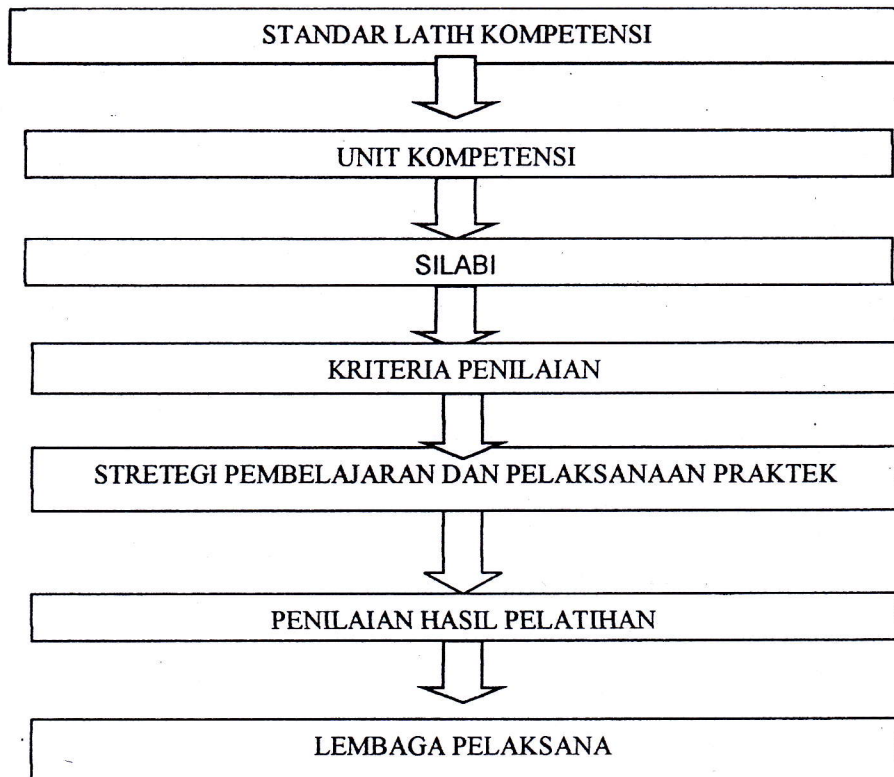 STANDAR LATIH KOMPETENSI
UNIT KOMPETENSI
SILABI
KRITERIA PENILAIAN
STRETEGI PEMBELAJARAN DAN PELAKSANAAN PRAKTEK
PENILAIAN HASIL PELATIHAN
LEMBAGA PELAKSANA